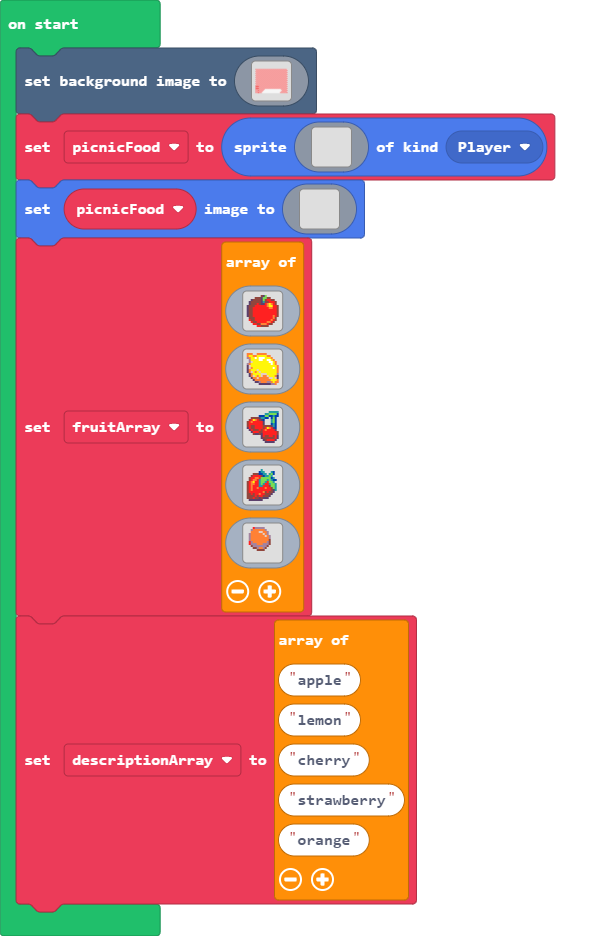 on start
set background image to
set picnicFood to sprite of kind Player
set picnicFood image to
array of
set fruitArray to
array of
"apple"
"lemon"
"cherry"
set descriptionArray to
"strawberry"
"orange"